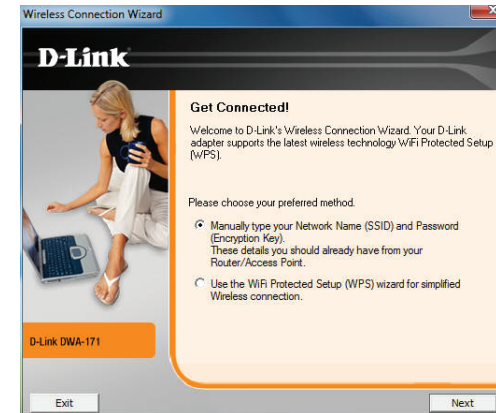 Wireless Connection Wizard
D-Link
Get Connected!
Welcome to D-Link's Wireless Connection Wizard. Your D-Link
adapter supports the latest wireless technology WiFi Protected Setup
(WPS).
Please choose your preferred method.
Manually type your Network Name (SSID) and Password
(Encryption Key).
These details you should already have from your
Router/Access Point.
Use the WiFi Protected Setup (WPS) wizard for simplified
Wireless connection.
D-Link DWA-171
Exit
Next